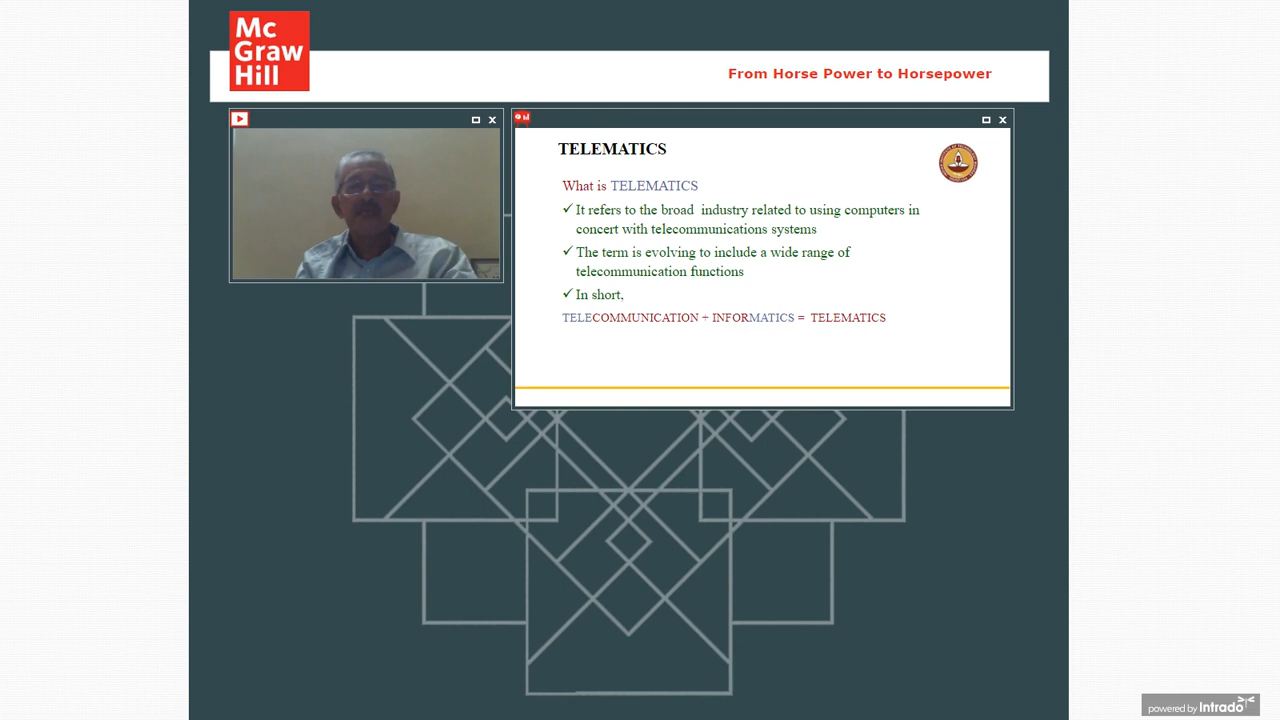 Mc
Graw
Hill
From Horse Power to Horsepower
TELEMATICS
What is TELEMATICS
✓ It refers to the broad industry related to using computers in
concert with telecommunications systems
✓ The term is evolving to include a wide range of
telecommunication functions
✓ In short,
TELECOMMUNICATION + INFORMATICS = TELEMATICS
powered by Intrado